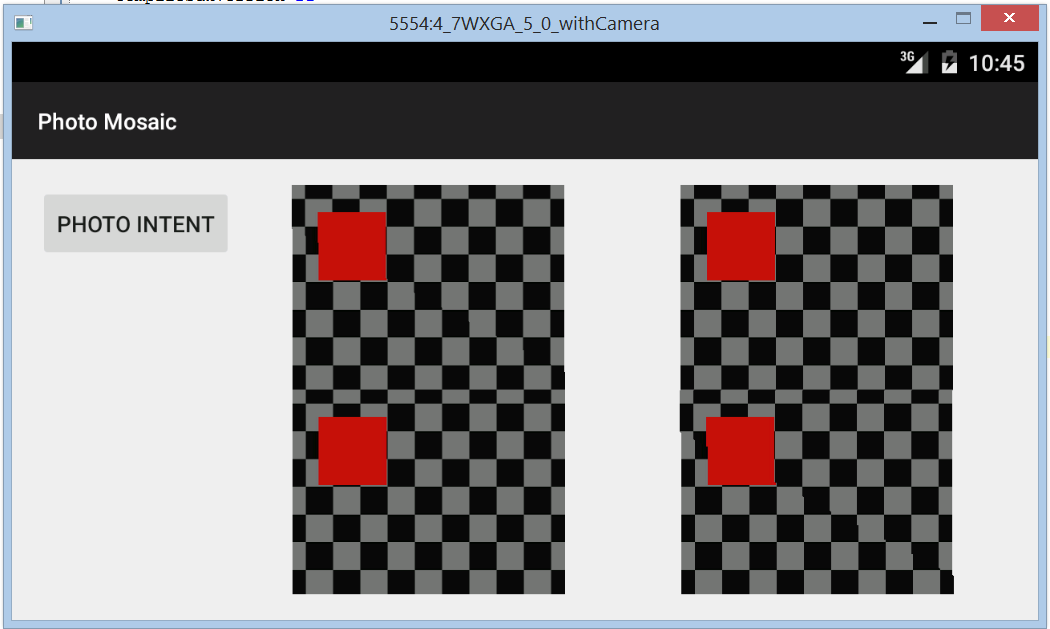 5554:4_7WXGA_5_0_withCamera
3G 10:45
Photo Mosaic
PHOTO INTENT